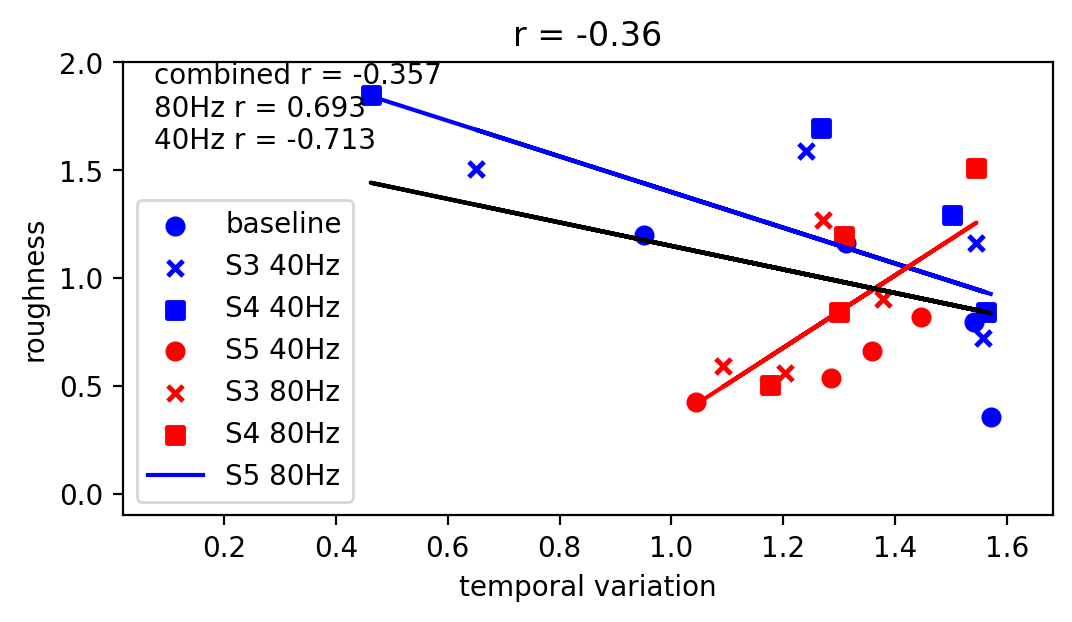 r = -0.36
combined r = -0.357
80Hz r = 0.693
40Hz r = -0.713
2.0
1.5
1.0
0.5
0.0
roughness
baseline
S3 40Hz
S4 40Hz
S5 40Hz
S3 80Hz
S4 80Hz
S5 80Hz
0.2 0.4 0.6 0.8 1.0 1.2 1.4 1.6
temporal variation